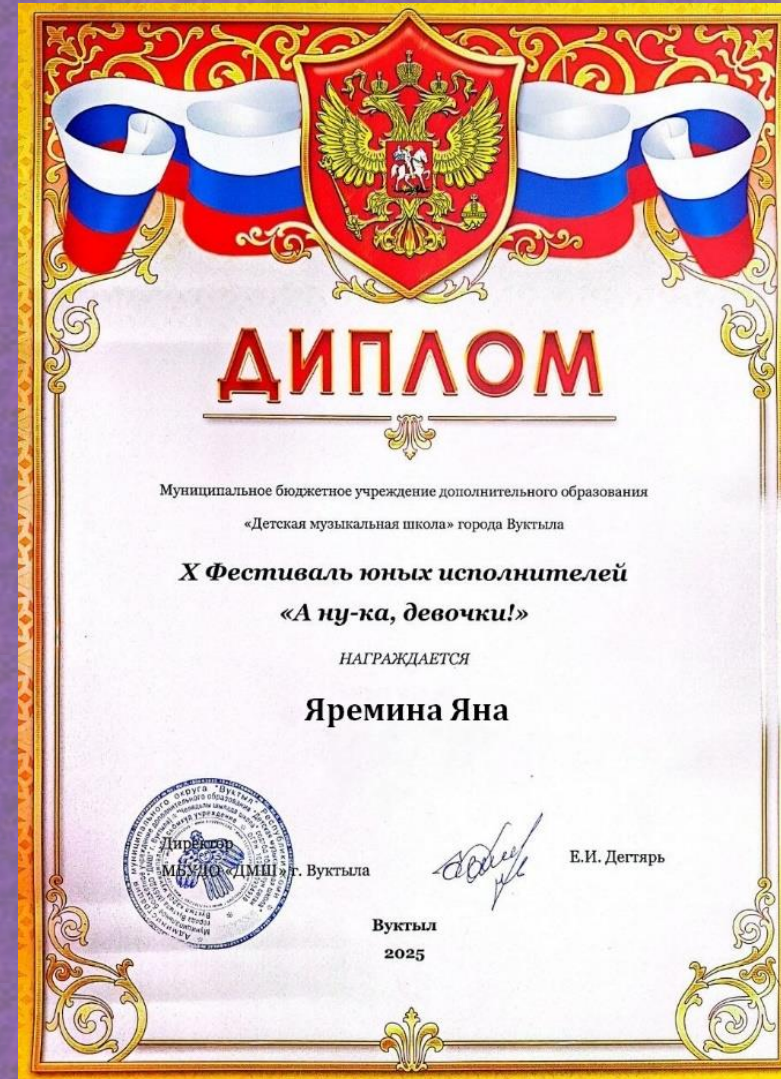 ДИПЛОМ
Муниципальное бюджетное учреждение дополнительного образования
«Детская музыкальная школа» города Вуктыла
X Фестиваль юных исполнителей
«А ну-ка, девочки!»
НАГРАЖДАЕТСЯ
Яремина Яна
Директор
МБУДО «ДМШ» г. Вуктыла
Е.И. Дегтярь
Вуктыл
2025